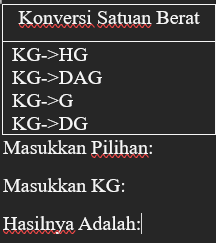 Konversi Satuan Berat
KG->HG
KG->DAG
KG->G
KG->DG
Masukkan Pilihan:
Masukkan KG:
Hasilnya Adalah: